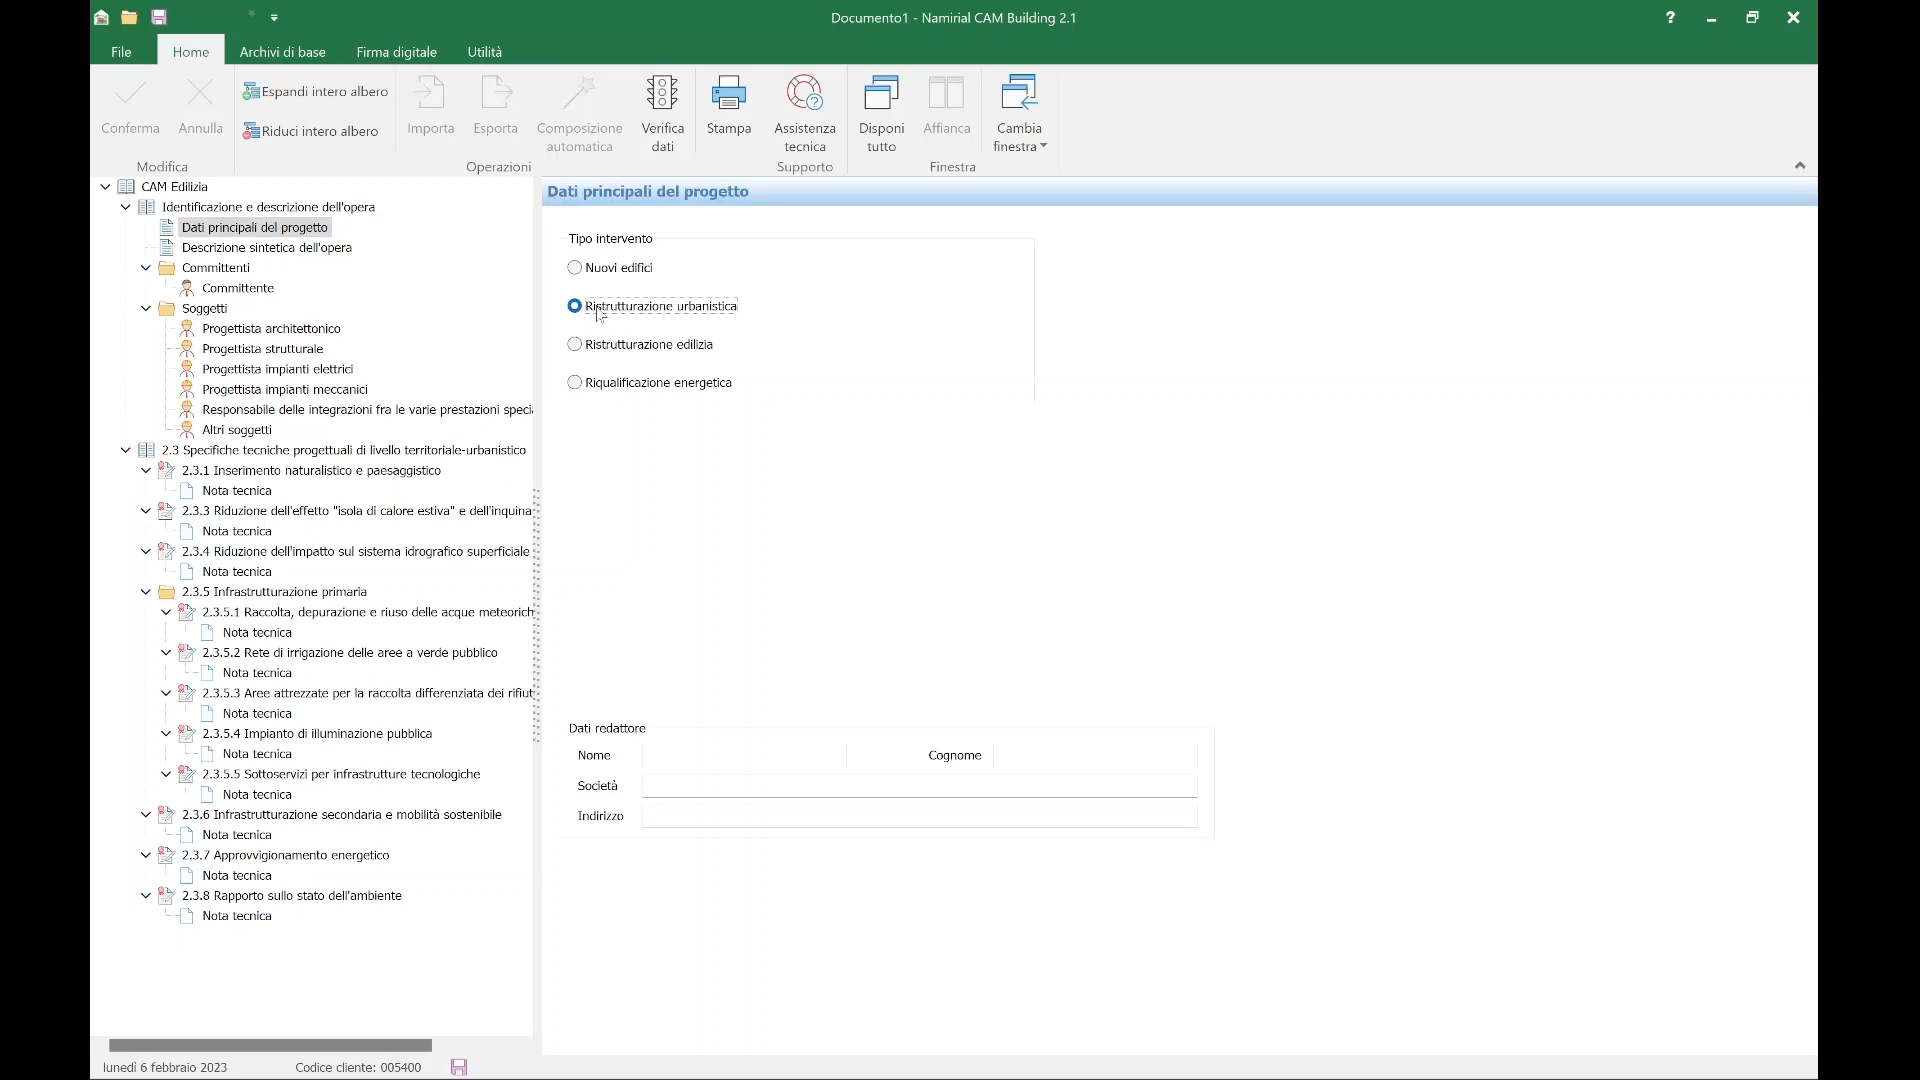 Documento1 - Namirial CAM Building 2.1
?
File
Home
Archivi di base
Firma digitale
Utilità
Conferma
Annulla
Espandi intero albero
Riduci intero albero
Importa
Esporta
Composizione
automatica
Verifica
dati
Stampa
Assistenza
tecnica
Disponi
tutto
Affianca
Cambia
finestra
Modifica
Operazioni
Supporto
Finestra
CAM Edilizia
Identificazione e descrizione dell'opera
Dati principali del progetto
Descrizione sintetica dell'opera
Committenti
Committente
Soggetti
Progettista architettonico
Progettista strutturale
Progettista impianti elettrici
Progettista impianti meccanici
Responsabile delle integrazioni fra le varie prestazioni speci
Altri soggetti
2.3 Specifiche tecniche progettuali di livello territoriale-urbanistico
2.3.1 Inserimento naturalistico e paesaggistico
Nota tecnica
2.3.3 Riduzione dell'effetto "isola di calore estiva" e dell'inquina
Nota tecnica
2.3.4 Riduzione dell'impatto sul sistema idrografico superficiale
Nota tecnica
2.3.5 Infrastrutturazione primaria
2.3.5.1 Raccolta, depurazione e riuso delle acque meteorich
Nota tecnica
2.3.5.2 Rete di irrigazione delle aree a verde pubblico
Nota tecnica
2.3.5.3 Aree attrezzate per la raccolta differenziata dei rifiut
Nota tecnica
2.3.5.4 Impianto di illuminazione pubblica
Nota tecnica
2.3.5.5 Sottoservizi per infrastrutture tecnologiche
Nota tecnica
2.3.6 Infrastrutturazione secondaria e mobilità sostenibile
Nota tecnica
2.3.7 Approvvigionamento energetico
Nota tecnica
2.3.8 Rapporto sullo stato dell'ambiente
Nota tecnica
Dati principali del progetto
Tipo intervento
Nuovi edifici
Ristrutturazione urbanistica
Ristrutturazione edilizia
Riqualificazione energetica
Dati redattore
Nome
Cognome
Società
Indirizzo
lunedì 6 febbraio 2023
Codice cliente: 005400